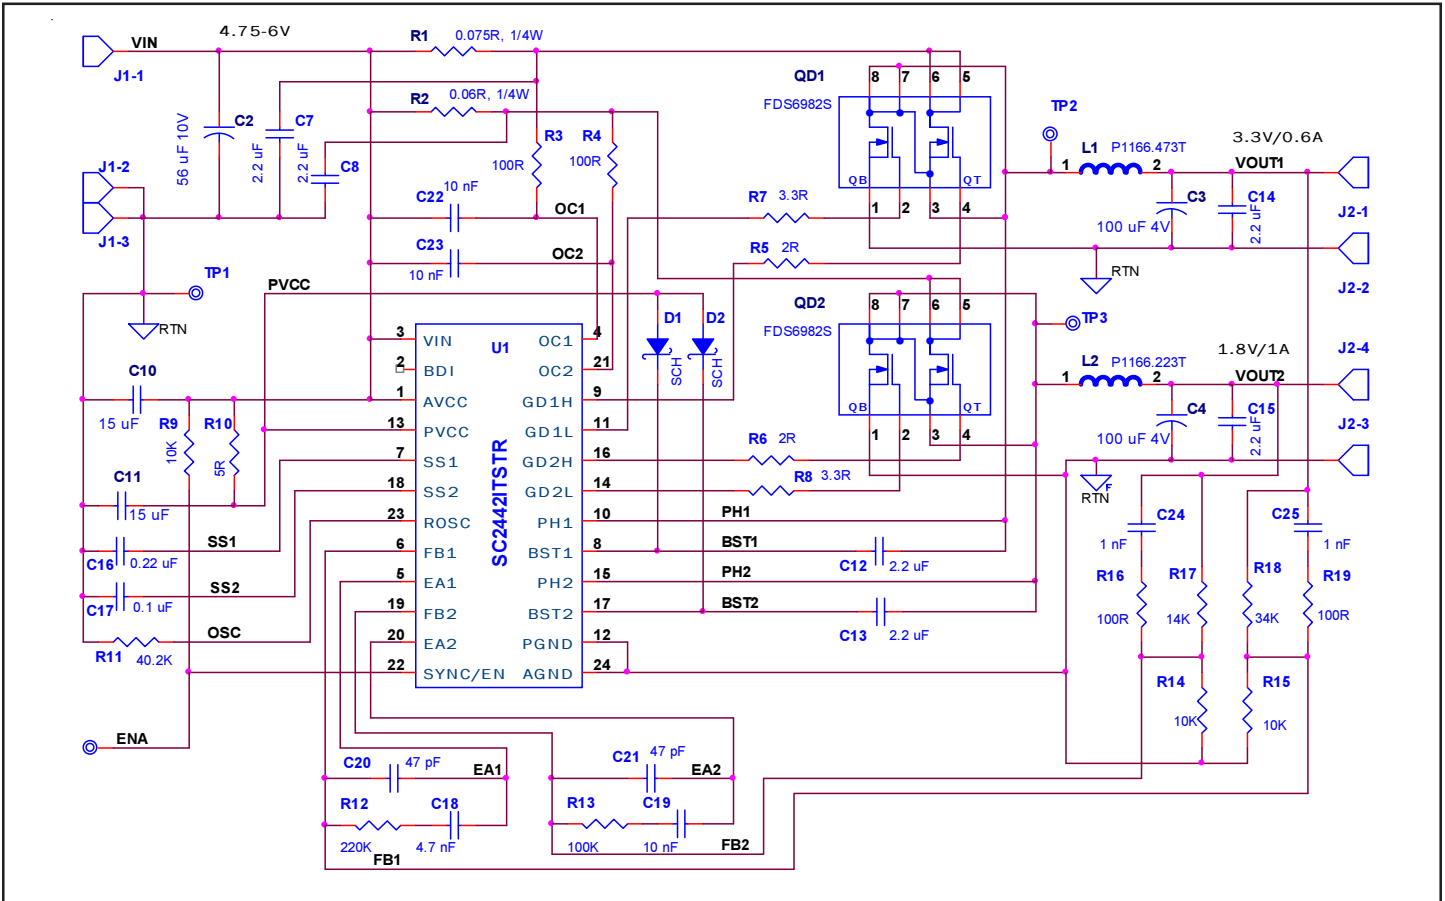 VIN
4.75-6V
J1-1
R1 0.075R, 1/4W
R2 0.06R, 1/4W
C2
56 uF 10V
C7
2.2 uF
C8
2.2 uF
R3
100R
R4
100R
J1-2
J1-3
C22
10 nF
OC1
C23
10 nF
OC2
TP1
RTN
PVCC
QD1
FDS6982S
8 7 6 5
QB QT
1 2 3 4
R7 3.3R
R5 2R
TP2
L1 P1166.473T
1 2
3.3V/0.6A
VOUT1
C3
100 uF 4V
C14
2.2 uF
J2-1
RTN
J2-2
QD2
FDS6982S
8 7 6 5
QB QT
1 2 3 4
R6 2R
R8 3.3R
TP3
L2 P1166.223T
1 2
1.8V/1A
VOUT2
J2-4
C4
100 uF 4V
C15
2.2 uF
J2-3
RTN
F
D1
SCH
D2
SCH
U1
SC2442ITSTR
3 VIN OC1 4
2 BDI OC2 21
1 AVCC GD1H 9
13 PVCC GD1L 11
7 SS1 GD2H 16
18 SS2 GD2L 14
23 ROSC PH1 10
6 FB1 BST1 8
5 EA1 PH2 15
19 FB2 BST2 17
20 EA2 PGND 12
22 SYNC/EN AGND 24
C10
15 uF
R9
10K
R10
5R
C11
15 uF
C16 0.22 uF
SS1
C17 0.1 uF
SS2
R11 40.2K
OSC
ENA
PH1
BST1
C12 2.2 uF
PH2
BST2
C13 2.2 uF
C24
1 nF
C25
1 nF
R16
100R
R17
14K
R18
34K
R19
100R
R14
10K
R15
10K
C20 47 pF
EA1
R12
220K
C18
4.7 nF
FB1
C21 47 pF
EA2
R13
100K
C19
10 nF
FB2